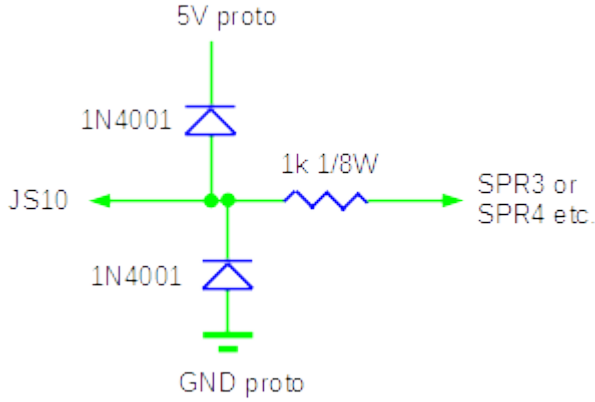 5V proto
1N4001
1k 1/8W
JS10
SPR3 or
SPR4 etc.
1N4001
GND proto